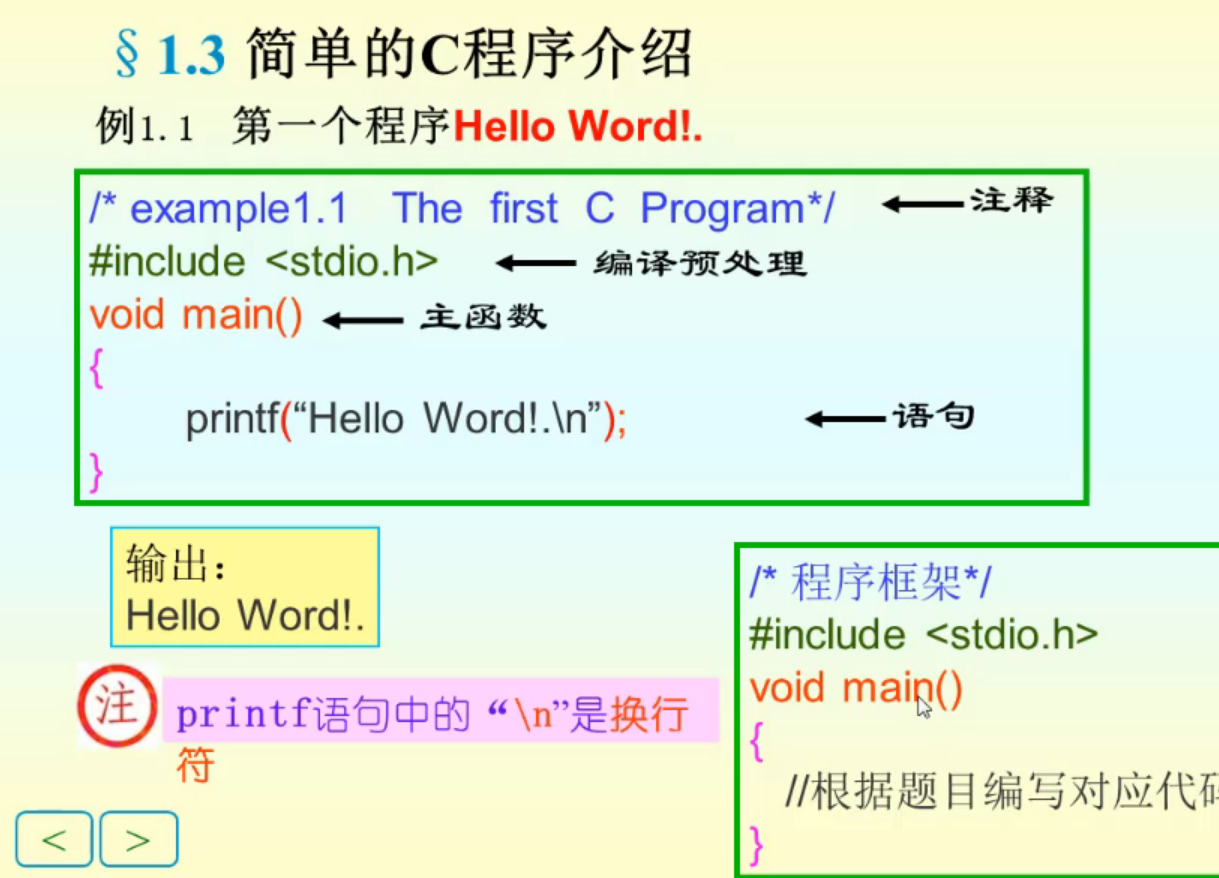 §1.3 简单的C程序介绍
例1.1 第一个程序Hello Word!.
/* example1.1 The first C Program*/ 注释
#include <stdio.h> 编译预处理
void main() 主函数
{
printf(“Hello Word!.\n”); 语句
}
输出：
Hello Word!.
注
printf语句中的“\n”是换行
符
< >
/* 程序框架*/
#include <stdio.h>
void main()
{
//根据题目编写对应代码
}